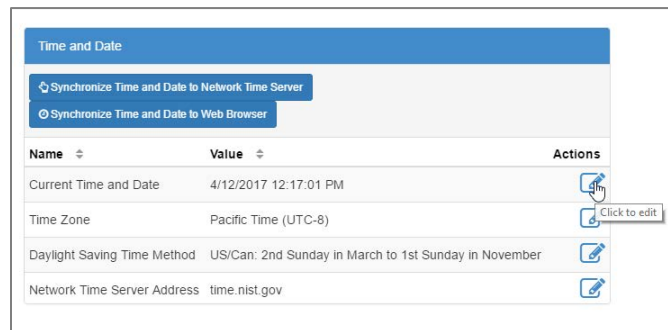 Time and Date
Synchronize Time and Date to Network Time Server
Synchronize Time and Date to Web Browser
Name Value Actions
Current Time and Date 4/12/2017 12:17:01 PM
Click to edit
Time Zone Pacific Time (UTC-8)
Daylight Saving Time Method US/Can: 2nd Sunday in March to 1st Sunday in November
Network Time Server Address time.nist.gov